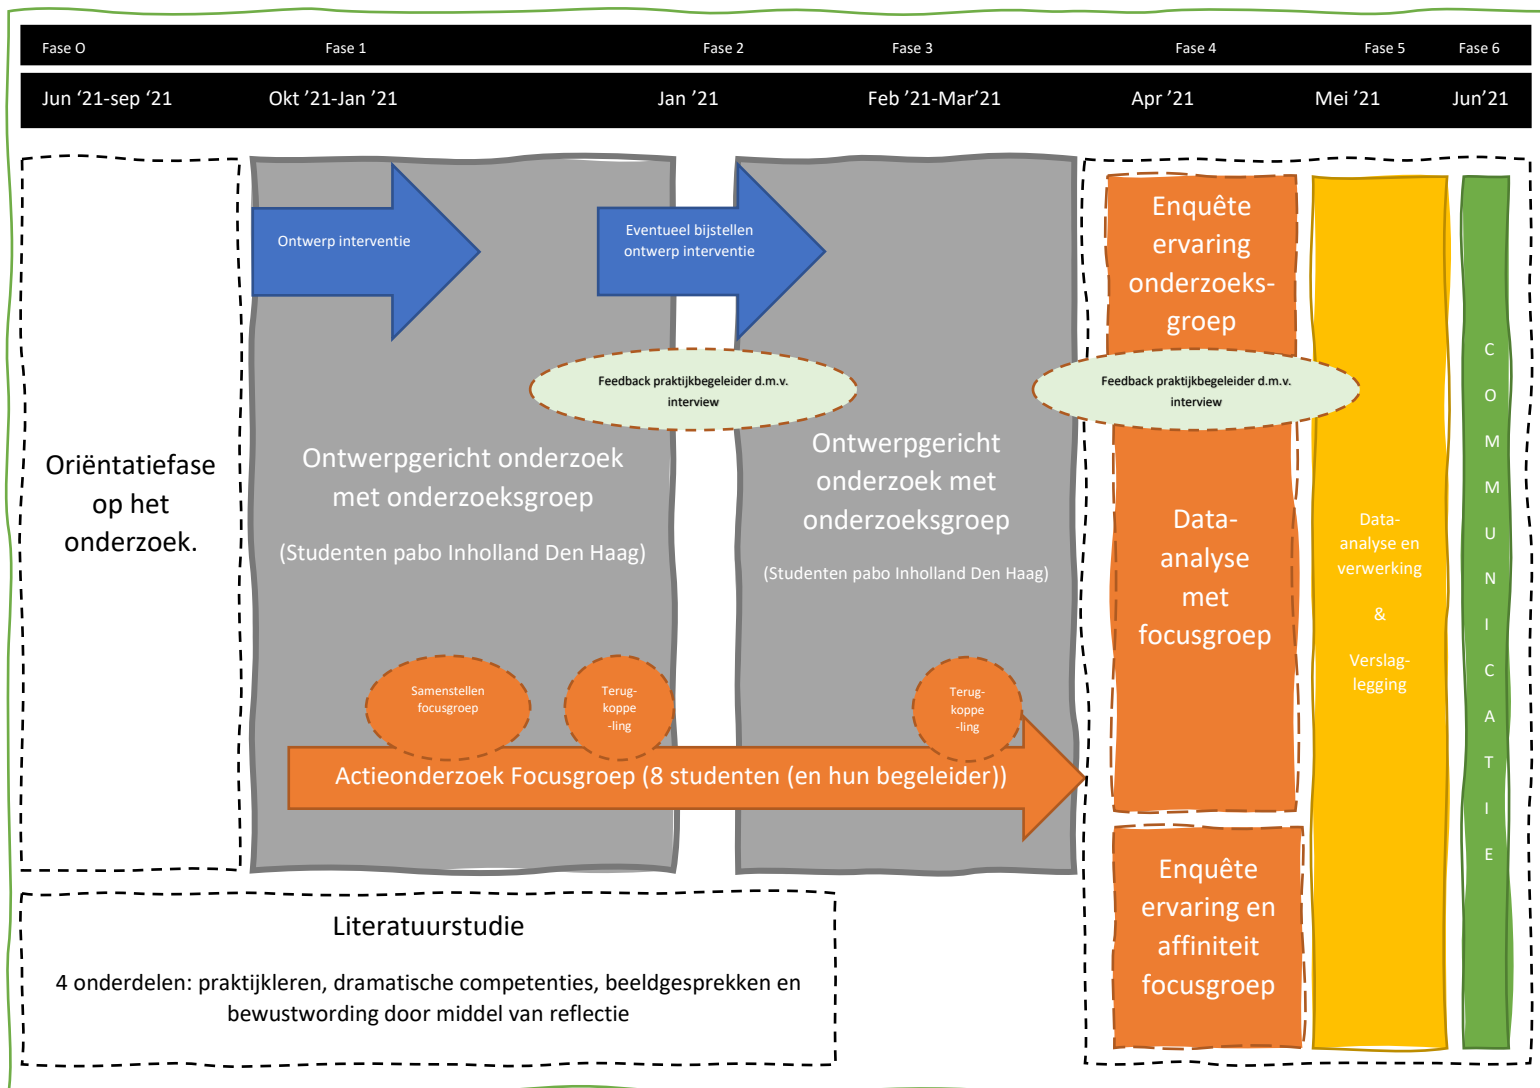 Fase O
Fase 1
Fase 2
Fase 3
Fase 4
Fase 5
Fase 6
Jun ‘21-sep ‘21
Okt ’21-Jan ’21
Jan ’21
Feb ’21-Mar’21
Apr ’21
Mei ’21
Jun’21
Oriëntatiefase
op het
onderzoek.
Ontwerp interventie
Eventueel bijstellen
ontwerp interventie
Feedback praktijkbegeleider d.m.v.
interview
Ontwerpgericht onderzoek
met onderzoeksgroep
(Studenten pabo Inholland Den Haag)
Ontwerpgericht
onderzoek met
onderzoeksgroep
(Studenten pabo Inholland Den Haag)
Samenstellen
focusgroep
Terug-
koppe
-ling
Terug-
koppe
-ling
Actieonderzoek Focusgroep (8 studenten (en hun begeleider))
Enquête
ervaring
onderzoeks-
groep
Feedback praktijkbegeleider d.m.v.
interview
Data-
analyse
met
focusgroep
Enquête
ervaring en
affiniteit
focusgroep
Data-
analyse en
verwerking
&
Verslag-
legging
C
O
M
M
U
N
I
C
A
T
I
E
Literatuurstudie
4 onderdelen: praktijkleren, dramatische competenties, beeldgesprekken en
bewustwording door middel van reflectie